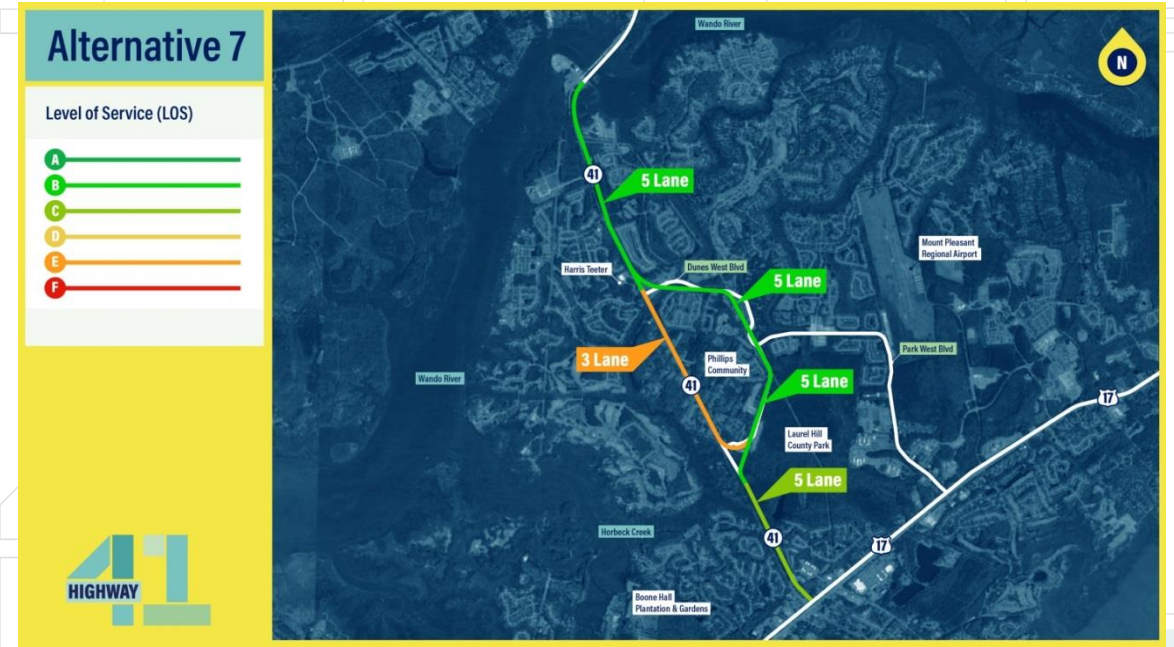 Alternative 7
Level of Service (LOS)
A
B
C
D
E
F
HIGHWAY
41
Wando River
N
41
5 Lane
Mount Pleasant
Regional Airport
Harris Teeter
Dunes West Blvd
5 Lane
3 Lane
Phillips
Community
Park West Blvd
Wando River
41
5 Lane
17
Laurel Hill
County Park
5 Lane
Horbeck Creek
41
17
Boone Hall
Plantation & Gardens